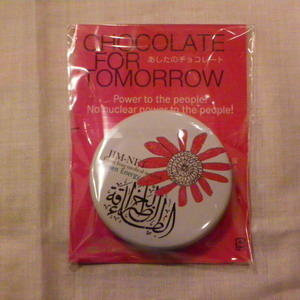 CHOCOLATE
FOR
あしたのチョコレート
TOMORROW
Power to the people!
No nuclear power to the people!
JIM-NET
Energy
الطاقة